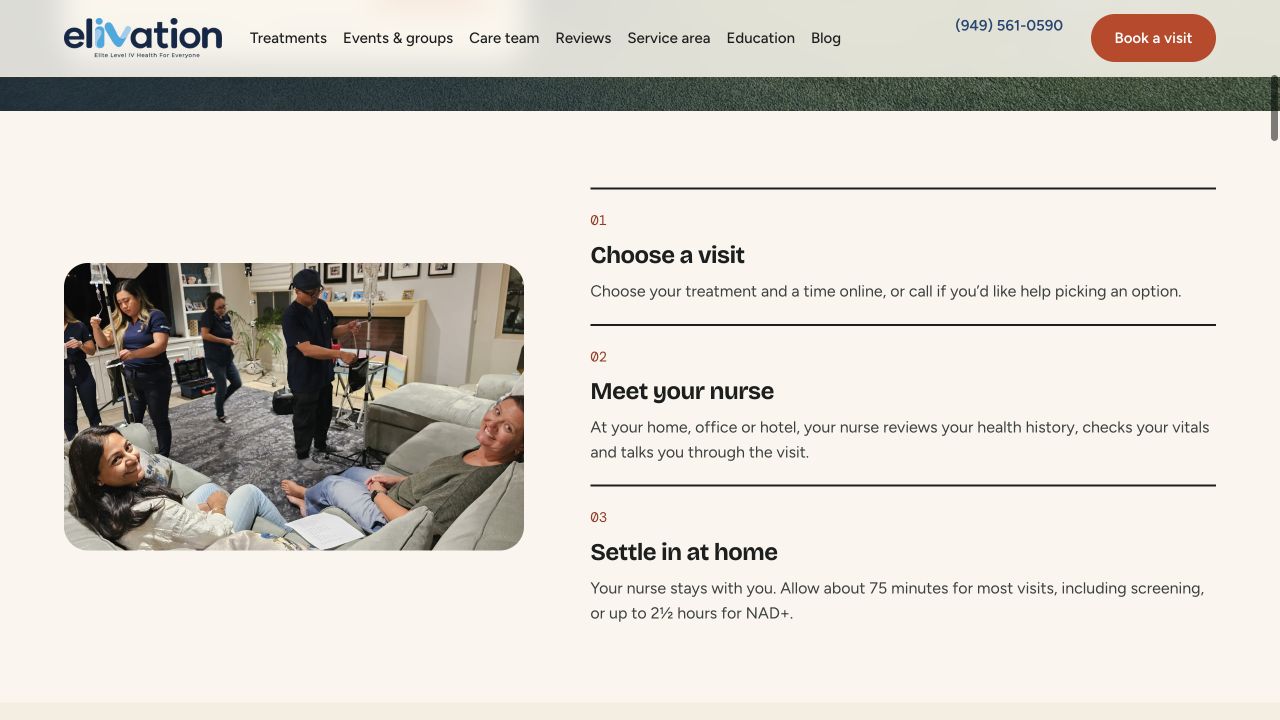 elivation
Elite Level IV Health For Everyone
Treatments
Events & groups
Care team
Reviews
Service area
Education
Blog
(949) 561-0590
Book a visit
01
Choose a visit
Choose your treatment and a time online, or call if you’d like help picking an option.
02
Meet your nurse
At your home, office or hotel, your nurse reviews your health history, checks your vitals
and talks you through the visit.
03
Settle in at home
Your nurse stays with you. Allow about 75 minutes for most visits, including screening,
or up to 2½ hours for NAD+.